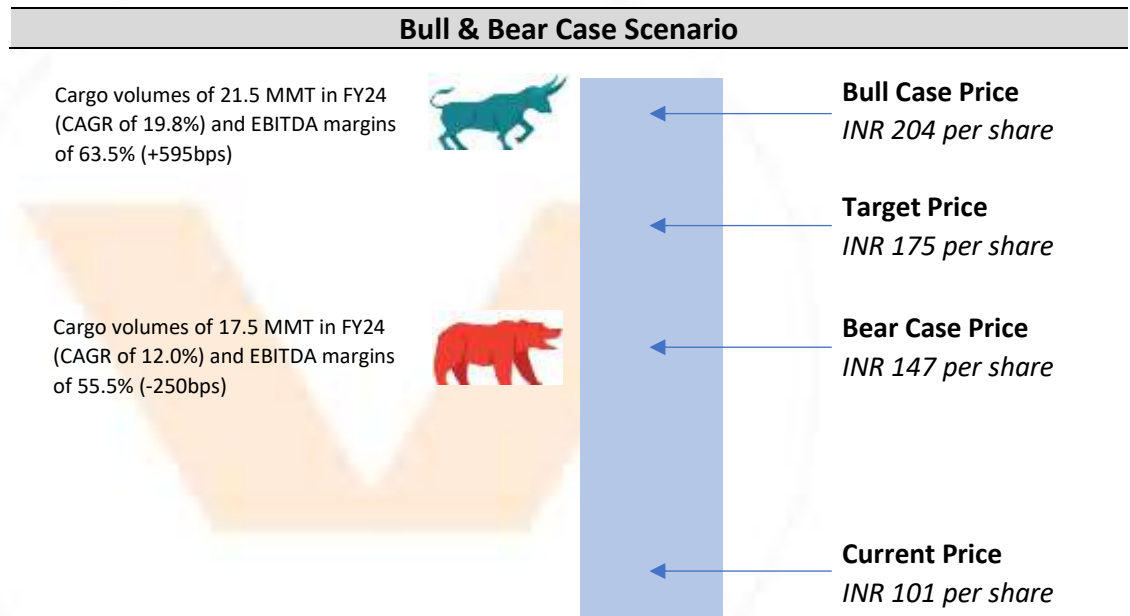 Bull & Bear Case Scenario
Cargo volumes of 21.5 MMT in FY24
(CAGR of 19.8%) and EBITDA margins
of 63.5% (+595bps)
Bull Case Price
INR 204 per share
Target Price
INR 175 per share
Cargo volumes of 17.5 MMT in FY24
(CAGR of 12.0%) and EBITDA margins
of 55.5% (-250bps)
Bear Case Price
INR 147 per share
Current Price
INR 101 per share